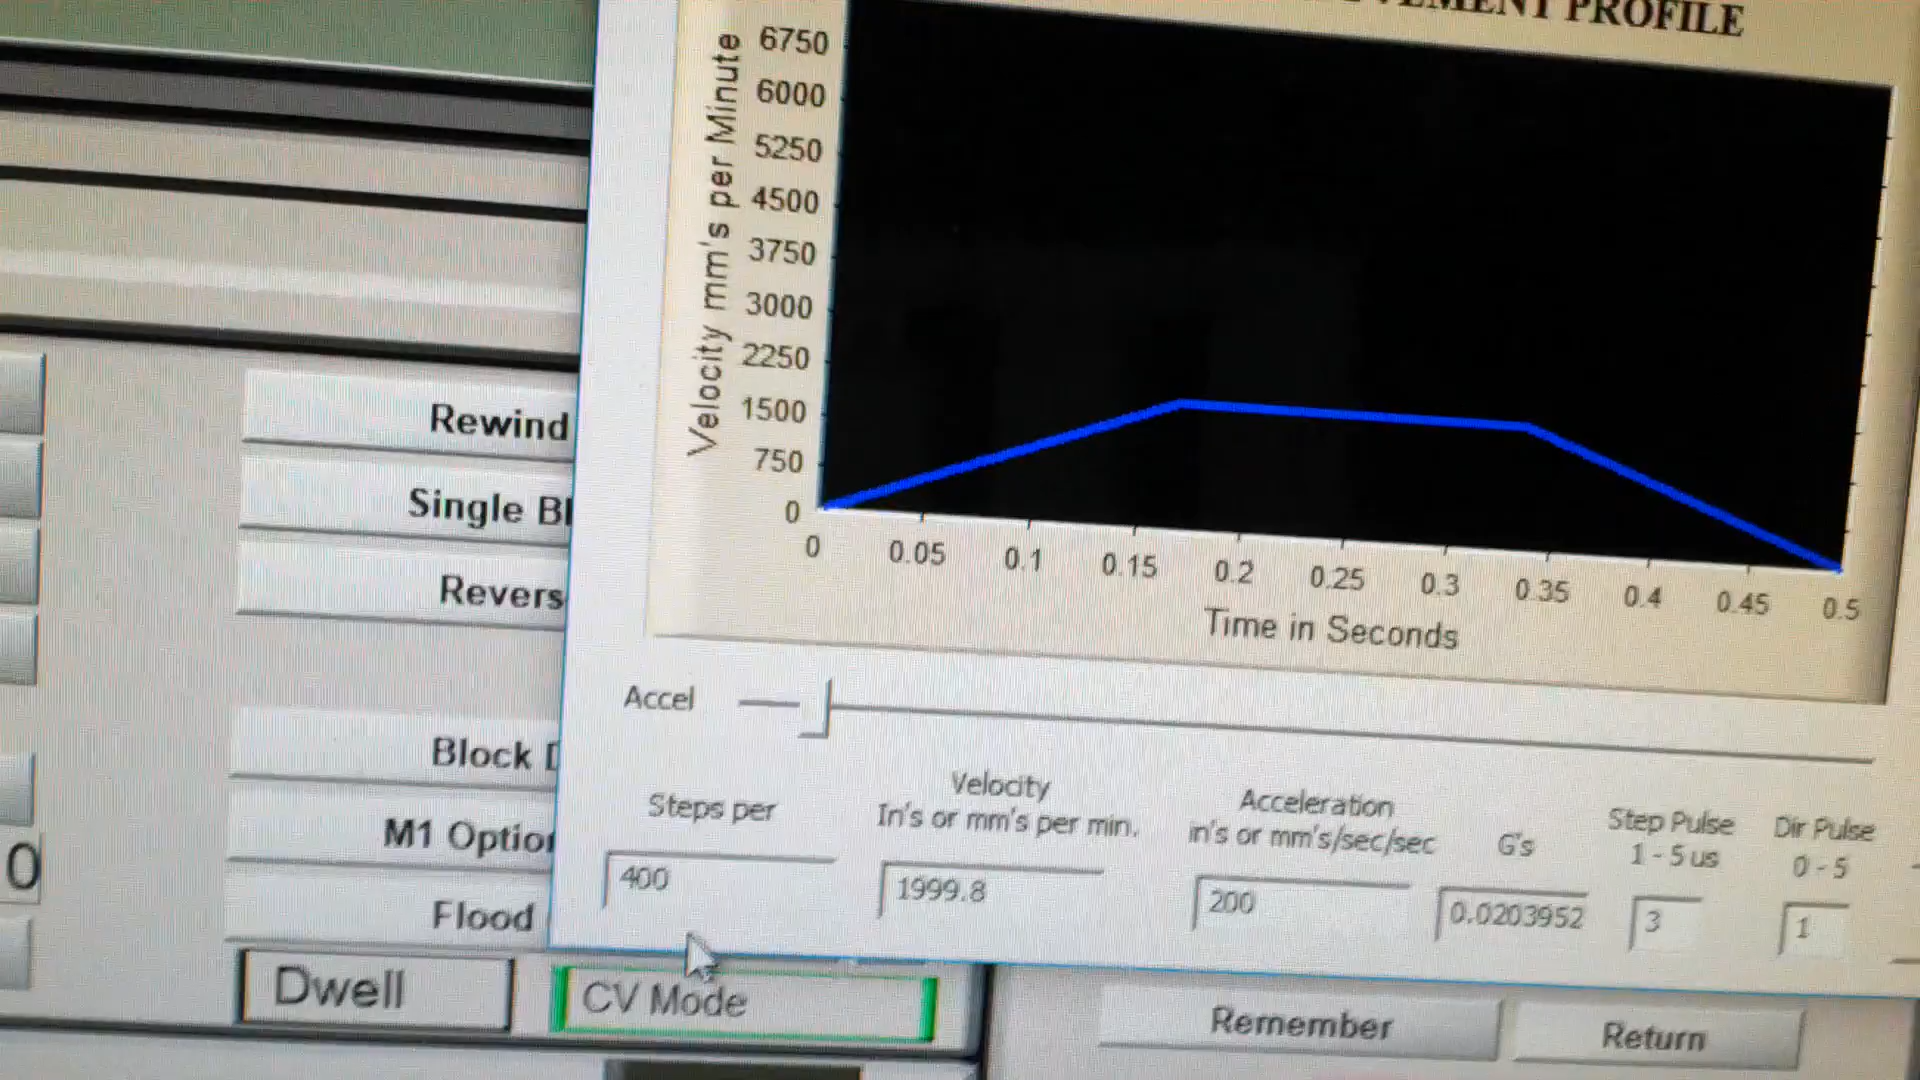 PROFILE
Velocity mm's per Minute
6750
6000
5250
4500
3750
3000
2250
1500
750
0
0 0.05 0.1 0.15 0.2 0.25 0.3 0.35 0.4 0.45 0.5
Time in Seconds
Rewind
Single
Revers
Block
M1 Option
Flood
Dwell
CV Mode
0
Accel
Steps per
400
Velocity
In's or mm's per min.
1999.8
Acceleration
in's or mm's/sec/sec
200
G's
0.0203952
Step Pulse
1 - 5 us
3
Dir Pulse
0 - 5
1
Remember
Return